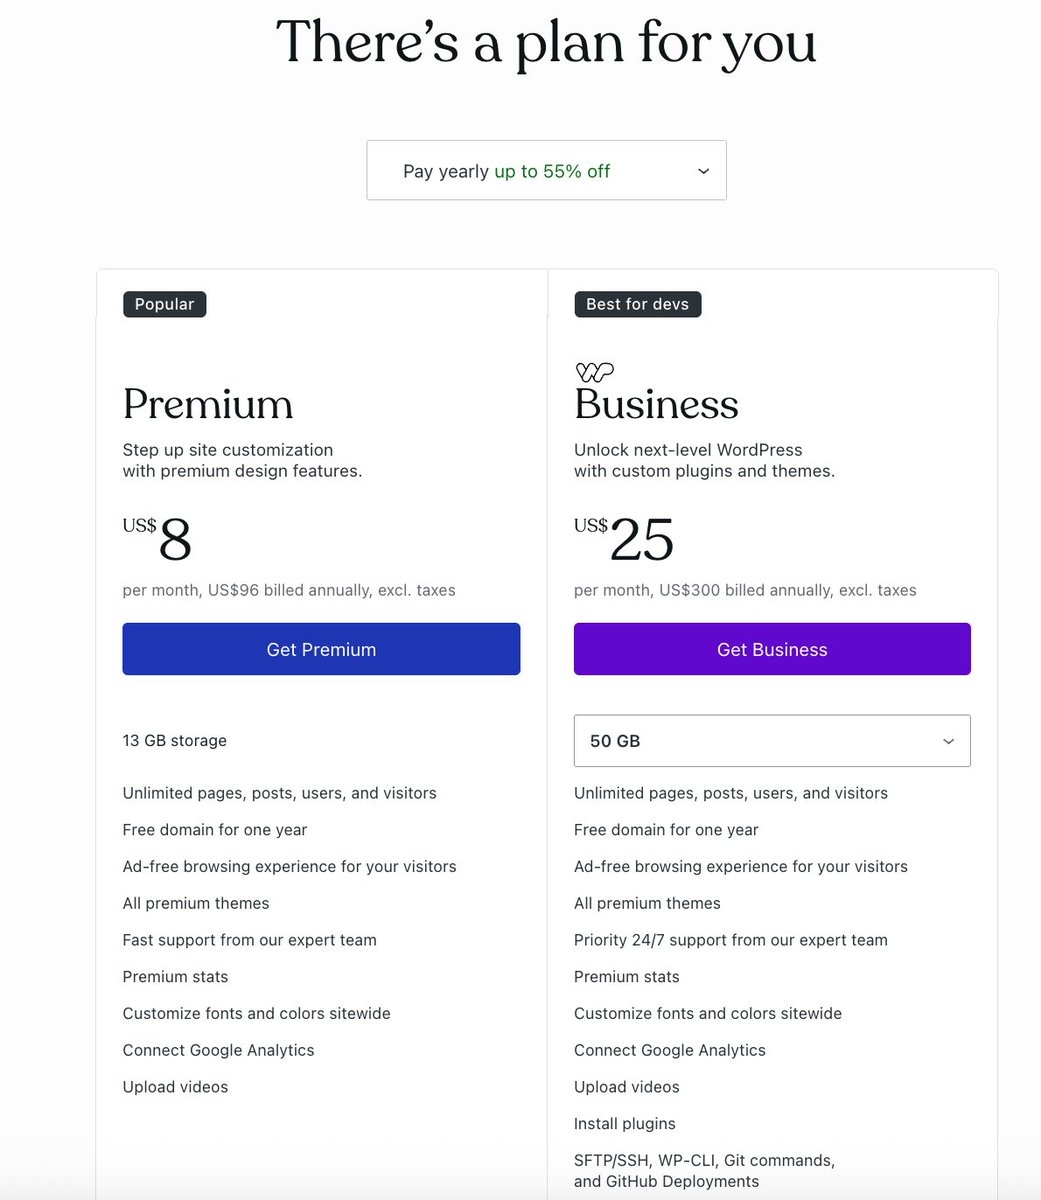 There's a plan for you
Pay yearly up to 55% off
Popular
Premium
Step up site customization
with premium design features.
US$8
per month, US$96 billed annually, excl. taxes
Get Premium
13 GB storage
Unlimited pages, posts, users, and visitors
Free domain for one year
Ad-free browsing experience for your visitors
All premium themes
Fast support from our expert team
Premium stats
Customize fonts and colors sitewide
Connect Google Analytics
Upload videos
Best for devs
WP
Business
Unlock next-level WordPress
with custom plugins and themes.
US$25
per month, US$300 billed annually, excl. taxes
Get Business
50 GB
Unlimited pages, posts, users, and visitors
Free domain for one year
Ad-free browsing experience for your visitors
All premium themes
Priority 24/7 support from our expert team
Premium stats
Customize fonts and colors sitewide
Connect Google Analytics
Upload videos
Install plugins
SFTP/SSH, WP-CLI, Git commands,
and GitHub Deployments